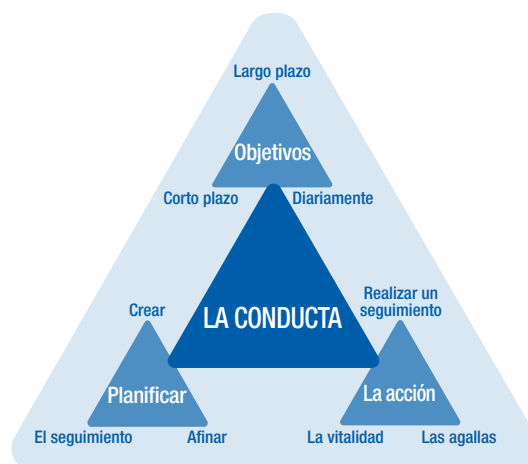 Largo plazo
Objetivos
Corto plazo
Diariamente
LA CONDUCTA
Crear
Planificar
El seguimiento
Afinar
Realizar un
seguimiento
La acción
La vitalidad
Las agallas